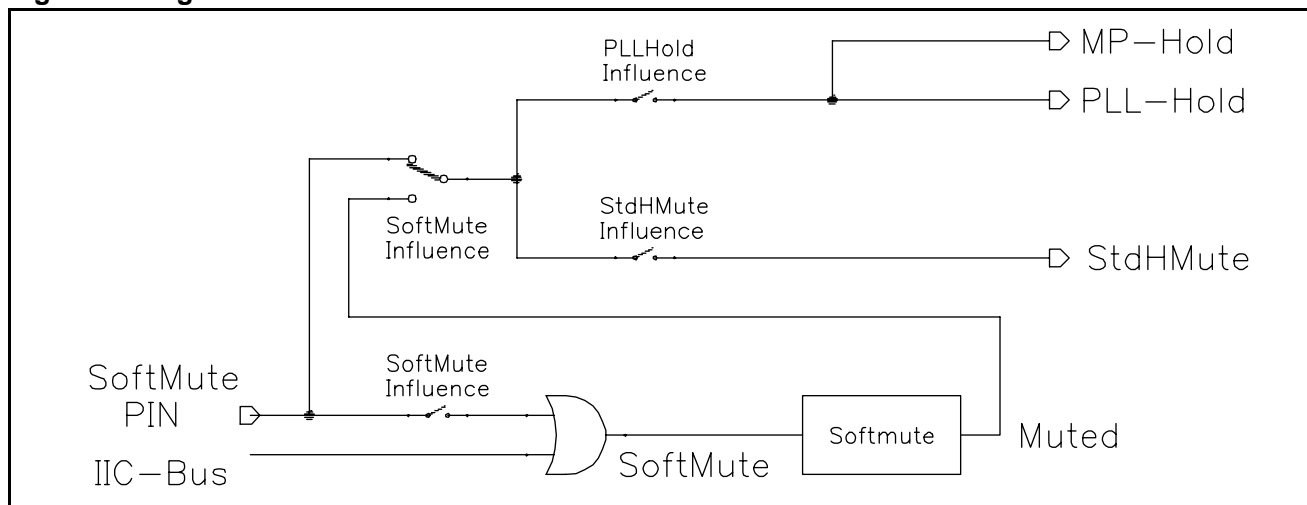 MP-Hold
PLLHold
Influence
PLL-Hold
SoftMute
Influence
StdHMute
Influence
StdHMute
SoftMute
PIN
SoftMute
Influence
IIC-Bus
SoftMute
Softmute
Muted